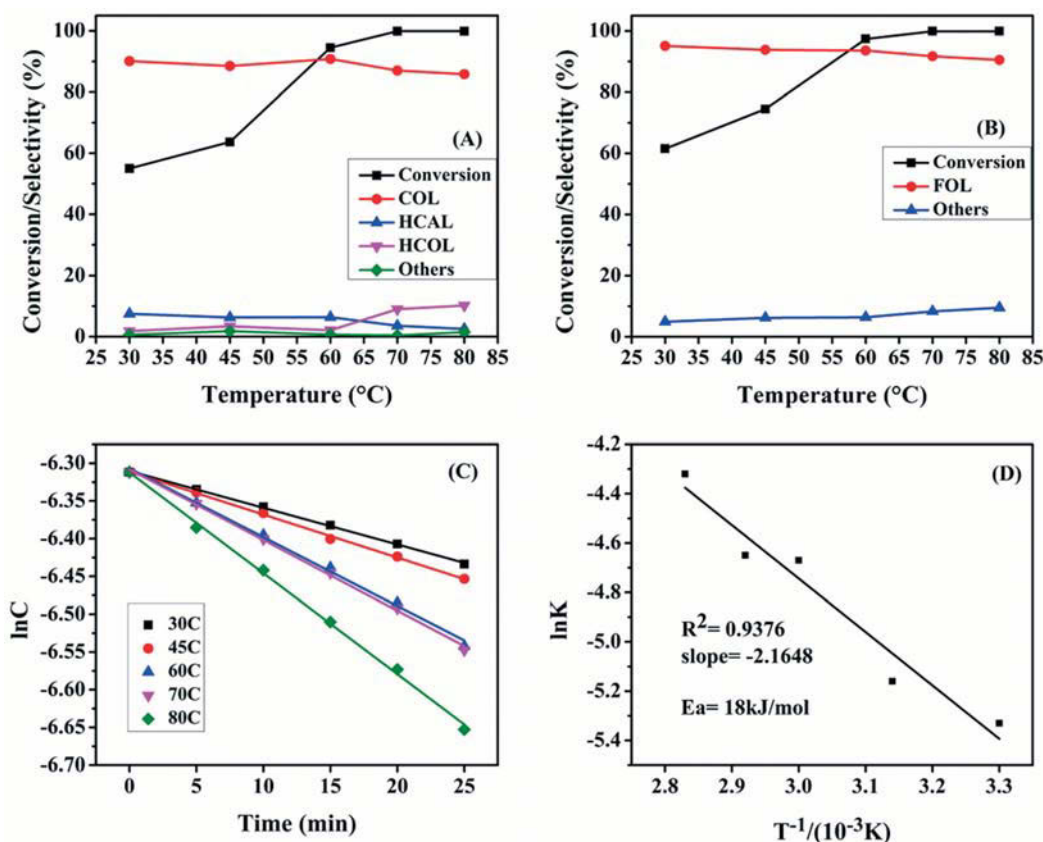 100
80
60
40
20
0
Conversion/Selectivity (%)
(A)
Conversion
COL
HCAL
HCOL
Others
25 30 35 40 45 50 55 60 65 70 75 80 85
Temperature (°C)
100
80
60
40
20
0
Conversion/Selectivity (%)
(B)
Conversion
FOL
Others
25 30 35 40 45 50 55 60 65 70 75 80 85
Temperature (°C)
-6.30
-6.35
-6.40
-6.45
-6.50
-6.55
-6.60
-6.65
-6.70
lnC
(C)
30C
45C
60C
70C
80C
0 5 10 15 20 25
Time (min)
-4.2
-4.4
-4.6
-4.8
-5.0
-5.2
-5.4
lnK
(D)
R²= 0.9376
slope= -2.1648
Ea= 18kJ/mol
2.8 2.9 3.0 3.1 3.2 3.3
T⁻¹/(10⁻³K)